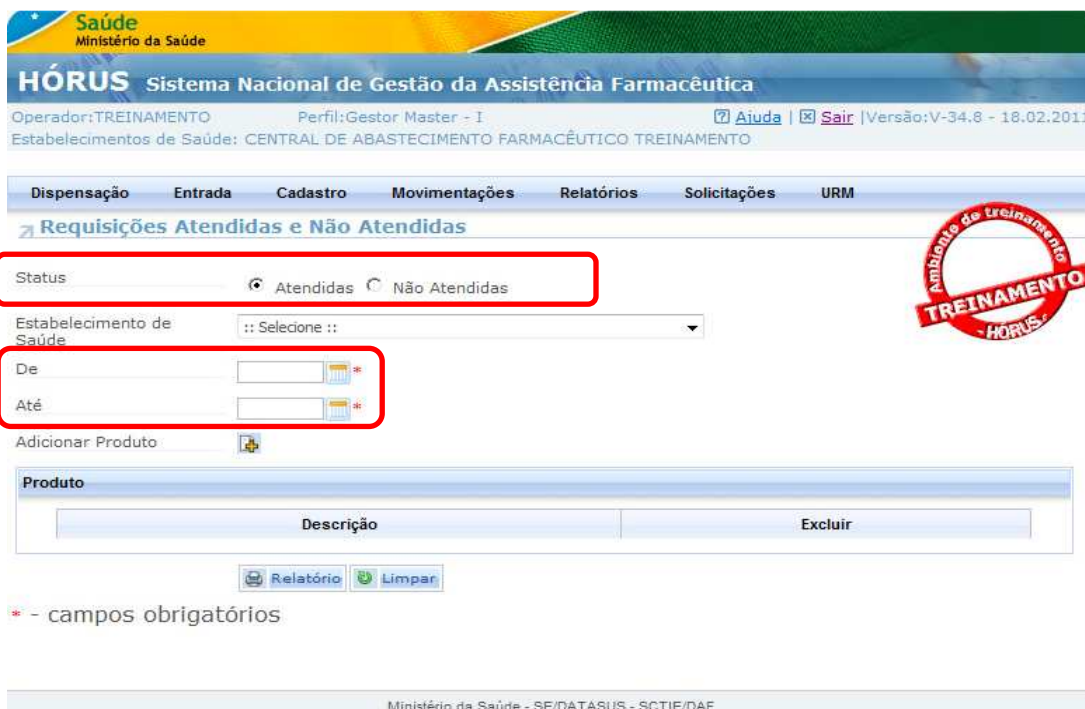 Saúde
Ministério da Saúde
HÓRUS Sistema Nacional de Gestão da Assistência Farmacêutica
Operador:TREINAMENTO Perfil:Gestor Master - I Ajuda | Sair |Versão:V-34.8 - 18.02.2011
Estabelecimentos de Saúde: CENTRAL DE ABASTECIMENTO FARMACÊUTICO TREINAMENTO
Dispensação Entrada Cadastro Movimentações Relatórios Solicitações URM
Requisições Atendidas e Não Atendidas
Ambiente de treinamento
TREINAMENTO
- HÓRUS -
Status Atendidas Não Atendidas
Estabelecimento de Saúde :: Selecione ::
De *
Até *
Adicionar Produto
Produto
Descrição Excluir
Relatório Limpar
* - campos obrigatórios
Ministério da Saúde - SE/DATASUS - SCTIE/DAF